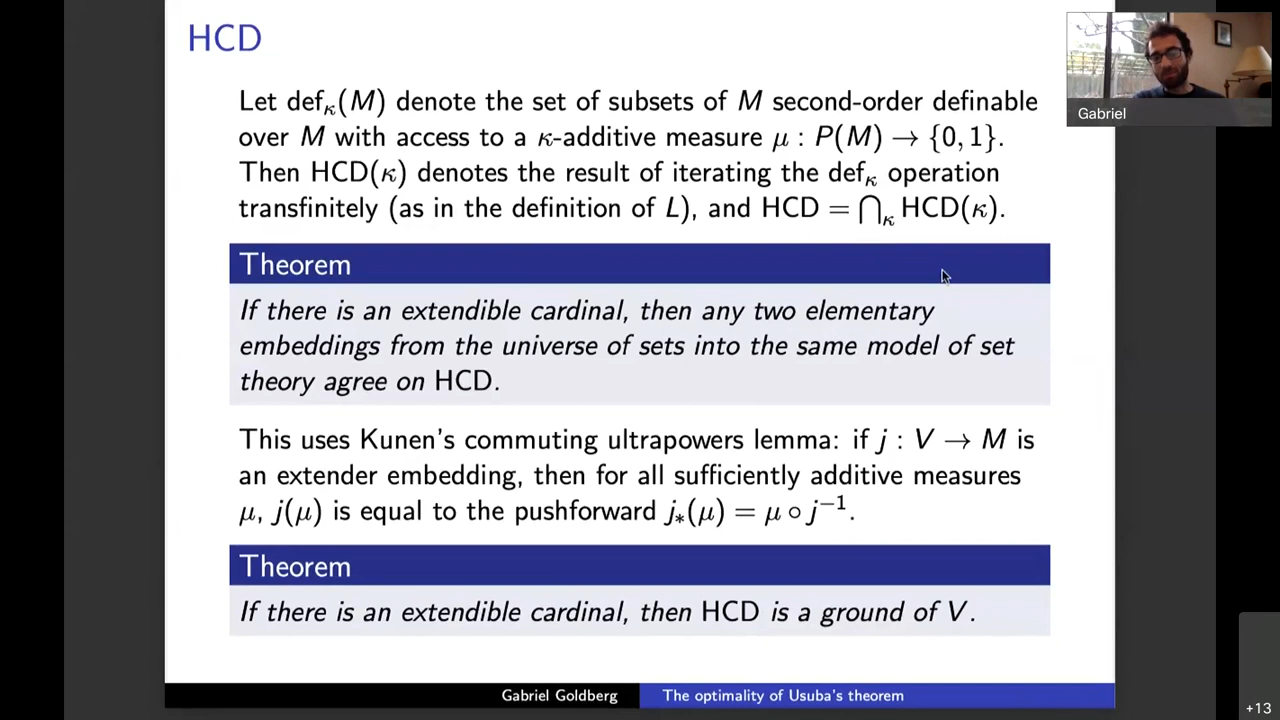 HCD
Let def_κ(M) denote the set of subsets of M second-order definable
over M with access to a κ-additive measure μ : P(M) → {0, 1}.
Then HCD(κ) denotes the result of iterating the def_κ operation
transfinitely (as in the definition of L), and HCD = ⋂_κ HCD(κ).
Theorem
If there is an extendible cardinal, then any two elementary
embeddings from the universe of sets into the same model of set
theory agree on HCD.
This uses Kunen's commuting ultrapowers lemma: if j : V → M is
an extender embedding, then for all sufficiently additive measures
μ, j(μ) is equal to the pushforward j_*(μ) = μ ∘ j⁻¹.
Theorem
If there is an extendible cardinal, then HCD is a ground of V.
Gabriel Goldberg
The optimality of Usuba's theorem
Gabriel
+13